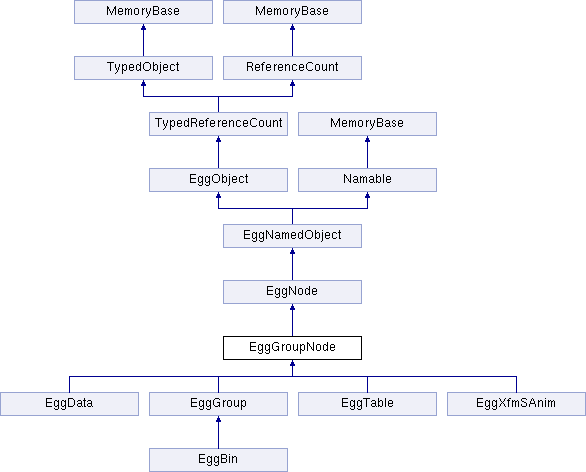 MemoryBase
MemoryBase
TypedObject
ReferenceCount
TypedReferenceCount
MemoryBase
EggObject
Namable
EggNamedObject
EggNode
EggGroupNode
EggData
EggGroup
EggTable
EggXfmSAnim
EggBin